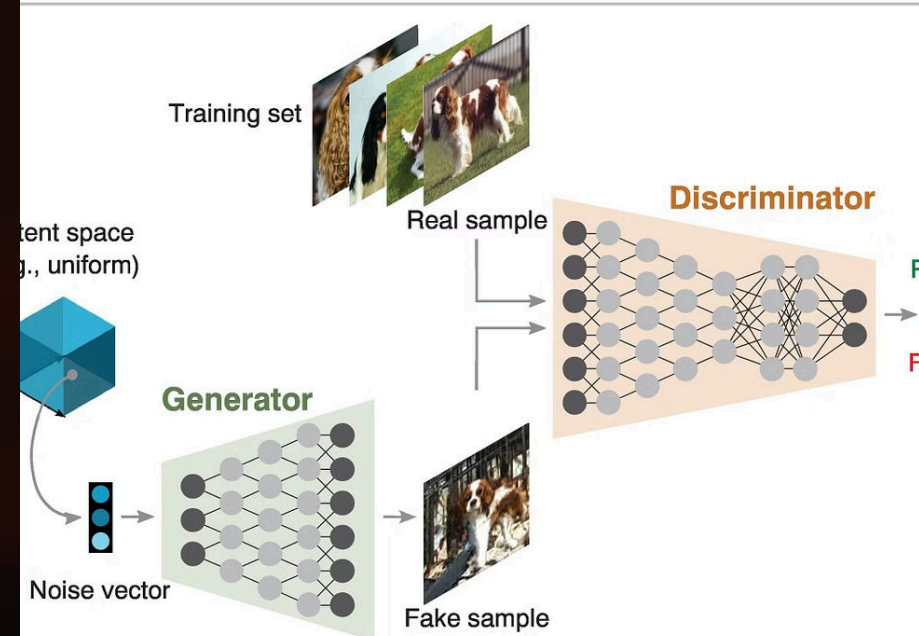 Training set
Real sample
Discriminator
tent space
g., uniform)
Generator
Noise vector
Fake sample